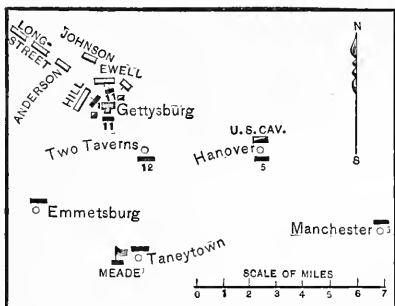 LONG-
STREET
JOHNSON
EWELL
ANDERSON
HILL
11
1
Gettysburg
11
U.S. CAV.
Two Taverns
Hanover
12
5
N
S
Emmetsburg
Manchester
Taneytown
MEADE
SCALE OF MILES
0 1 2 3 4 5 6 7